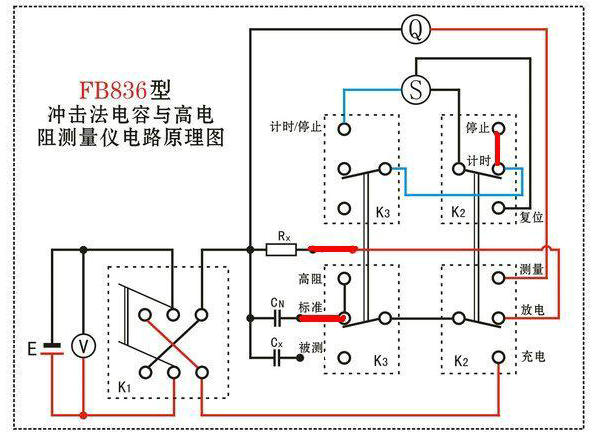 Q
FB836型
冲击法电容与高电
阻测量仪电路原理图
S
计时/停止
停止
计时
K3
K2
复位
Rx
高阻
测量
CN
标准
放电
Cx
被测
K3
K2
充电
E
V
K1